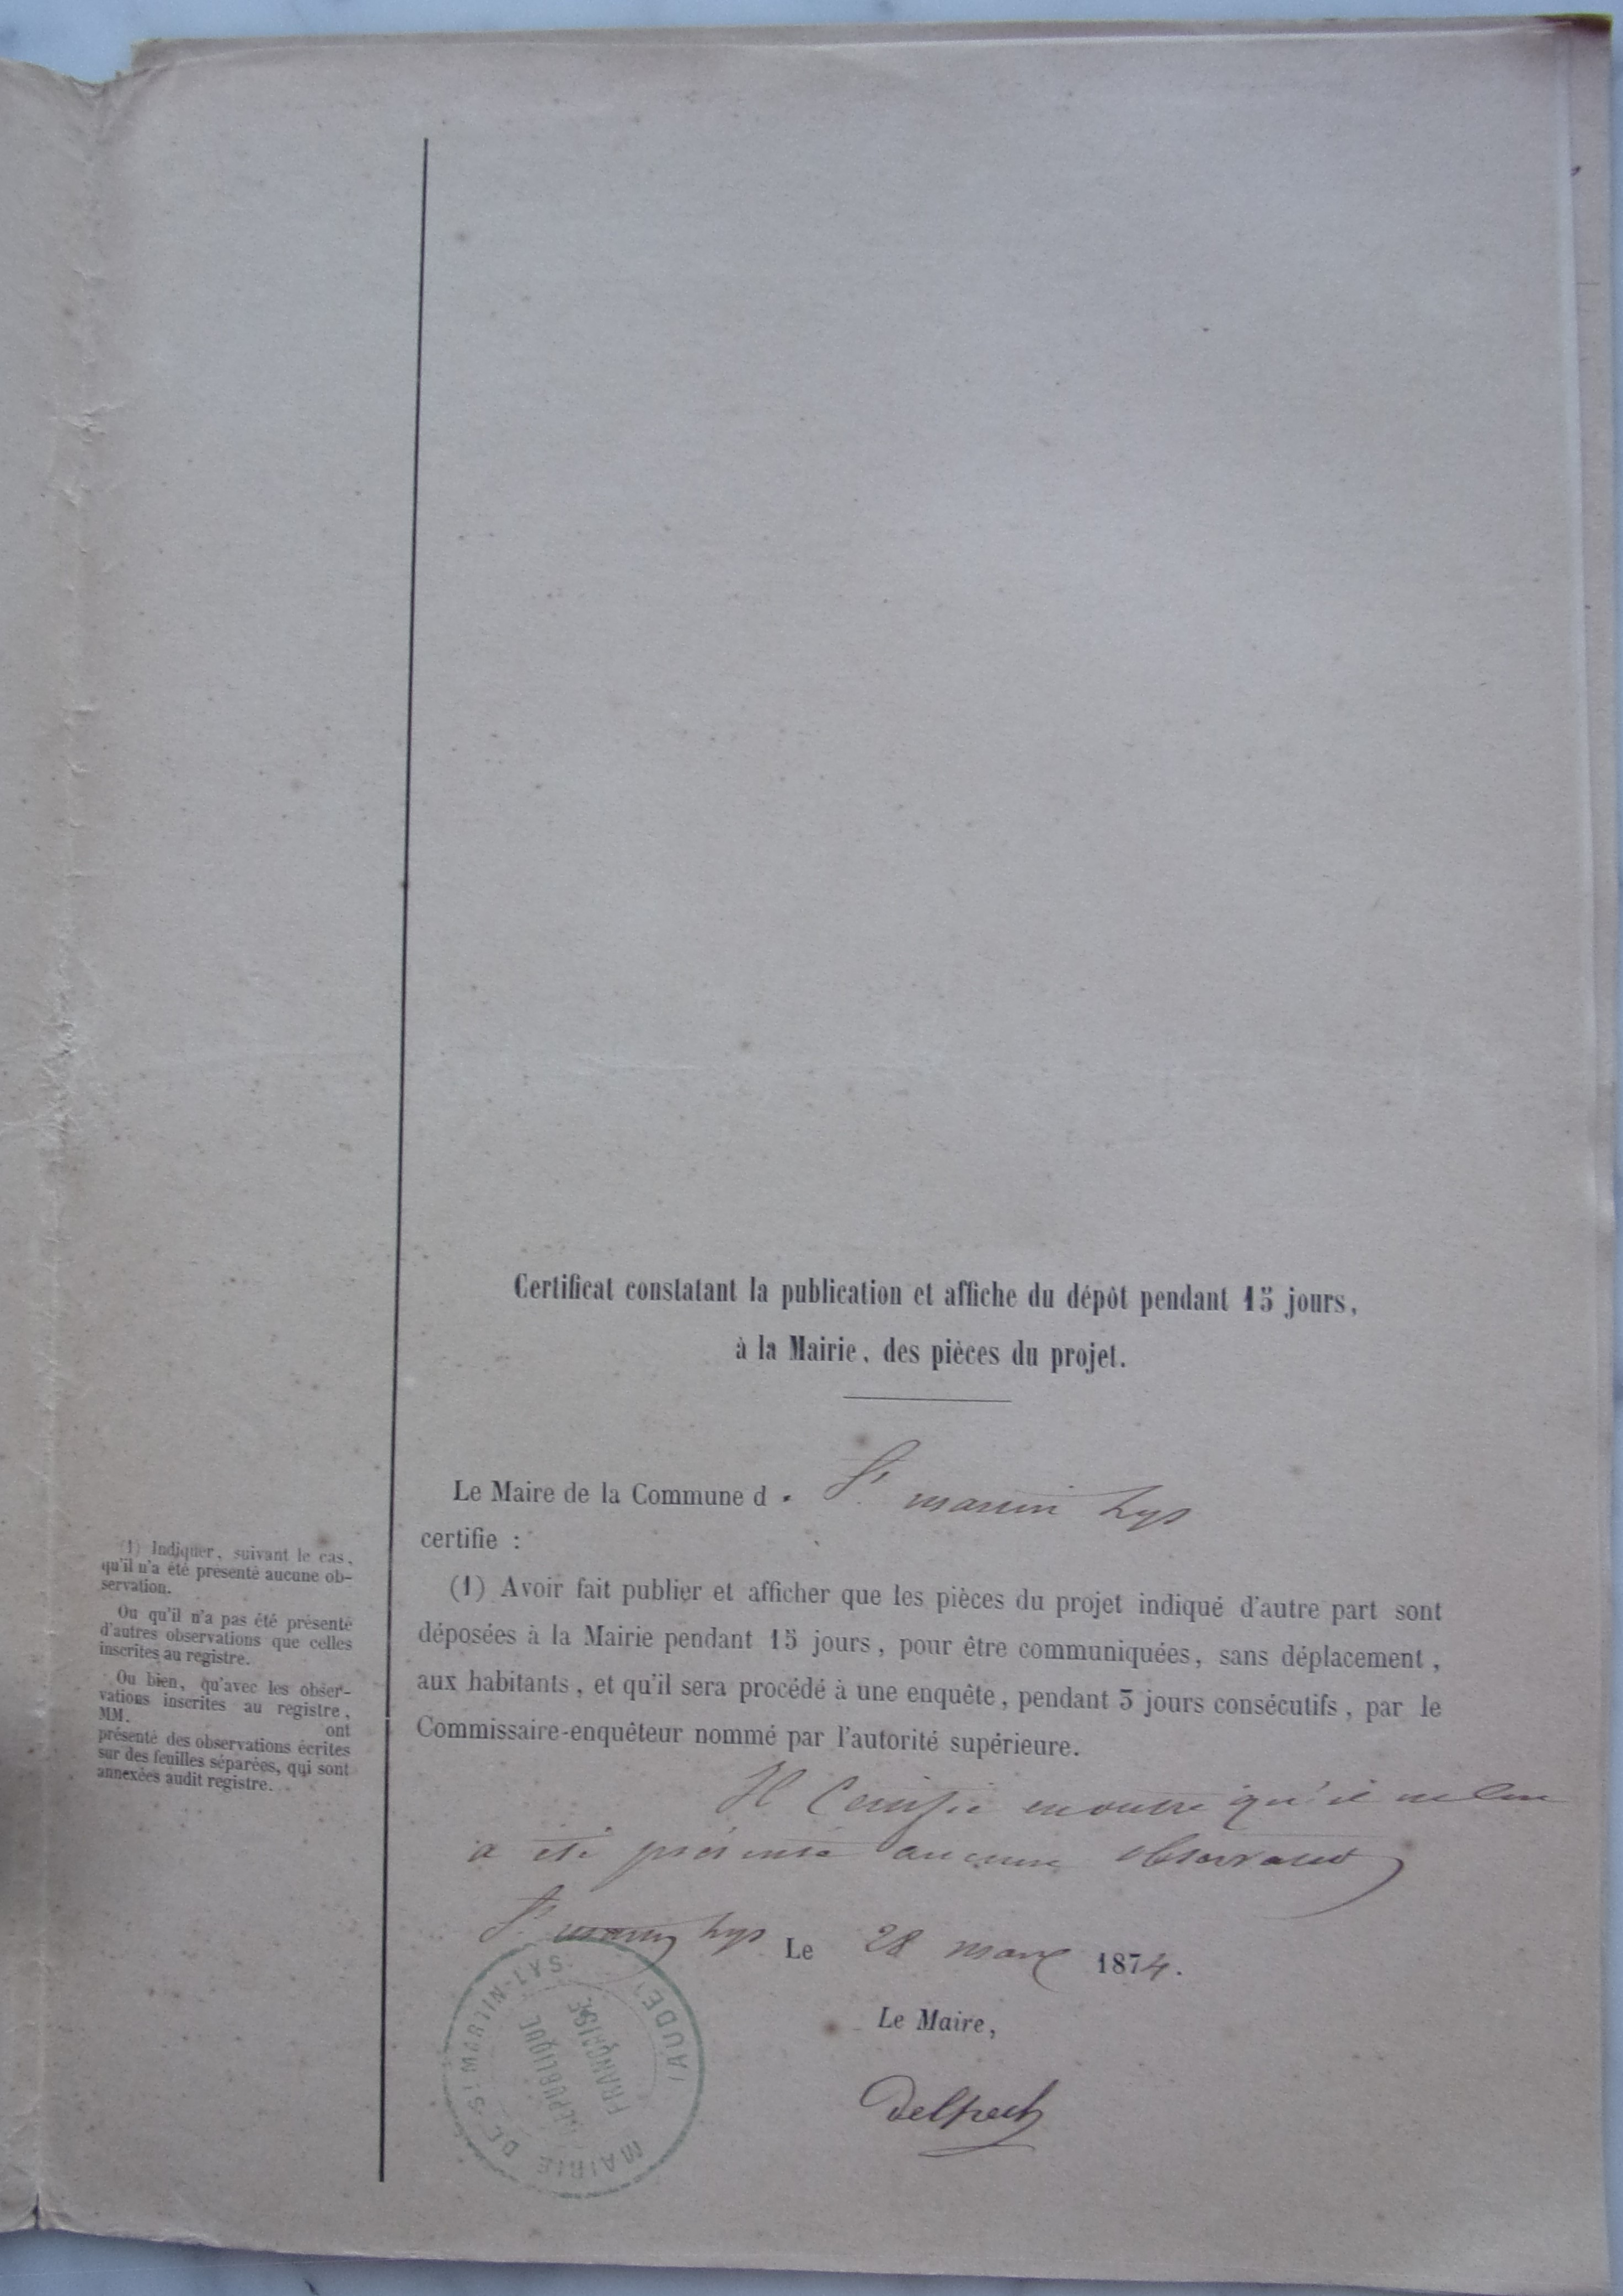 Certificat constatant la publication et affiche du dépôt pendant 15 jours,
à la Mairie, des pièces du projet.
Le Maire de la Commune d. St. martin Lys
certifie :
(1) Avoir fait publier et afficher que les pièces du projet indiqué d'autre part sont
déposées à la Mairie pendant 15 jours, pour être communiquées, sans déplacement,
aux habitants, et qu'il sera procédé à une enquête, pendant 3 jours consécutifs, par le
Commissaire-enquêteur nommé par l'autorité supérieure.
(1) Indiquer, suivant le cas,
qu'il n'a été présenté aucune ob-
servation.
Ou qu'il n'a pas été présenté
d'autres observations que celles
inscrites au registre.
Ou bien, qu'avec les obser-
vations inscrites au registre,
MM. ont
présenté des observations écrites
sur des feuilles séparées, qui sont
annexées audit registre.
Il Certifie en outre qu'il
a été présenté aucune
St. martin Lys Le 28 mars 1874.
Le Maire,
Delpech
MAIRIE DE St MARTIN-LYS
(AUDE)
RÉPUBLIQUE
FRANÇAISE